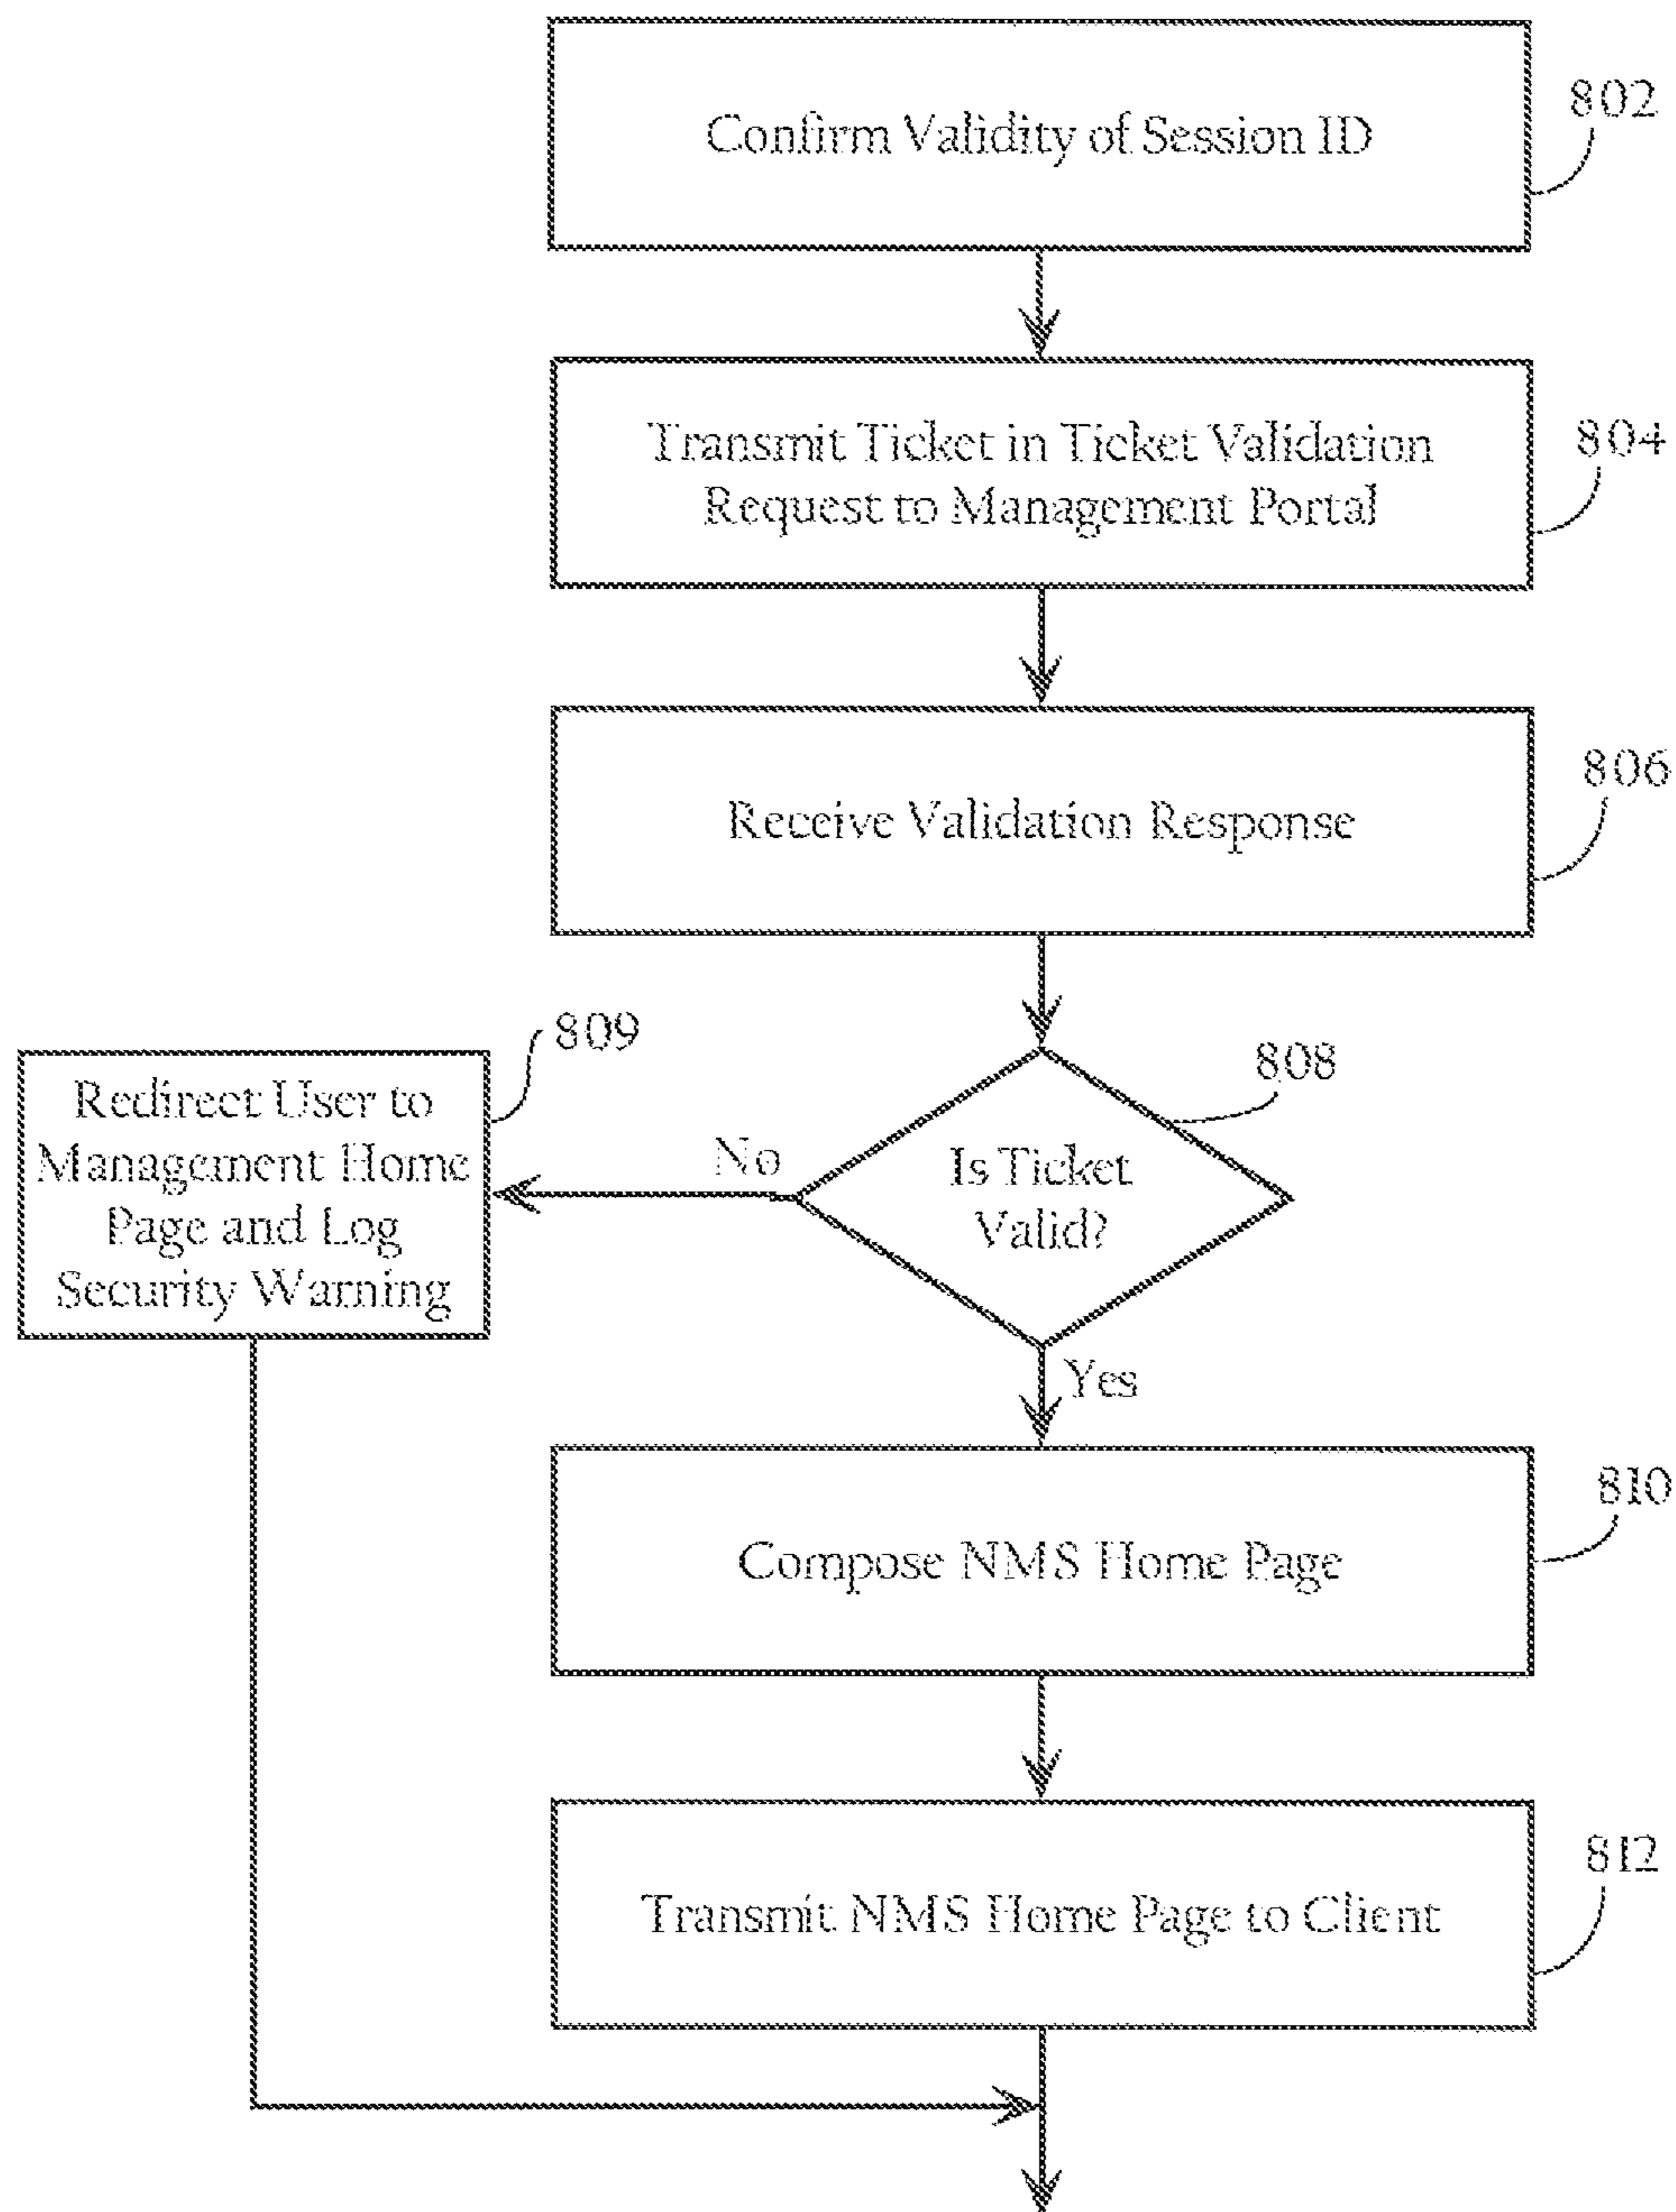 Confirm Validity of Session ID
802
Transmit Ticket in Ticket Validation
Request to Management Portal
804
Receive Validation Response
806
809
Redirect User to
Management Home
Page and Log
Security Warning
No
808
Is Ticket
Valid?
Yes
810
Compose NMS Home Page
812
Transmit NMS Home Page to Client